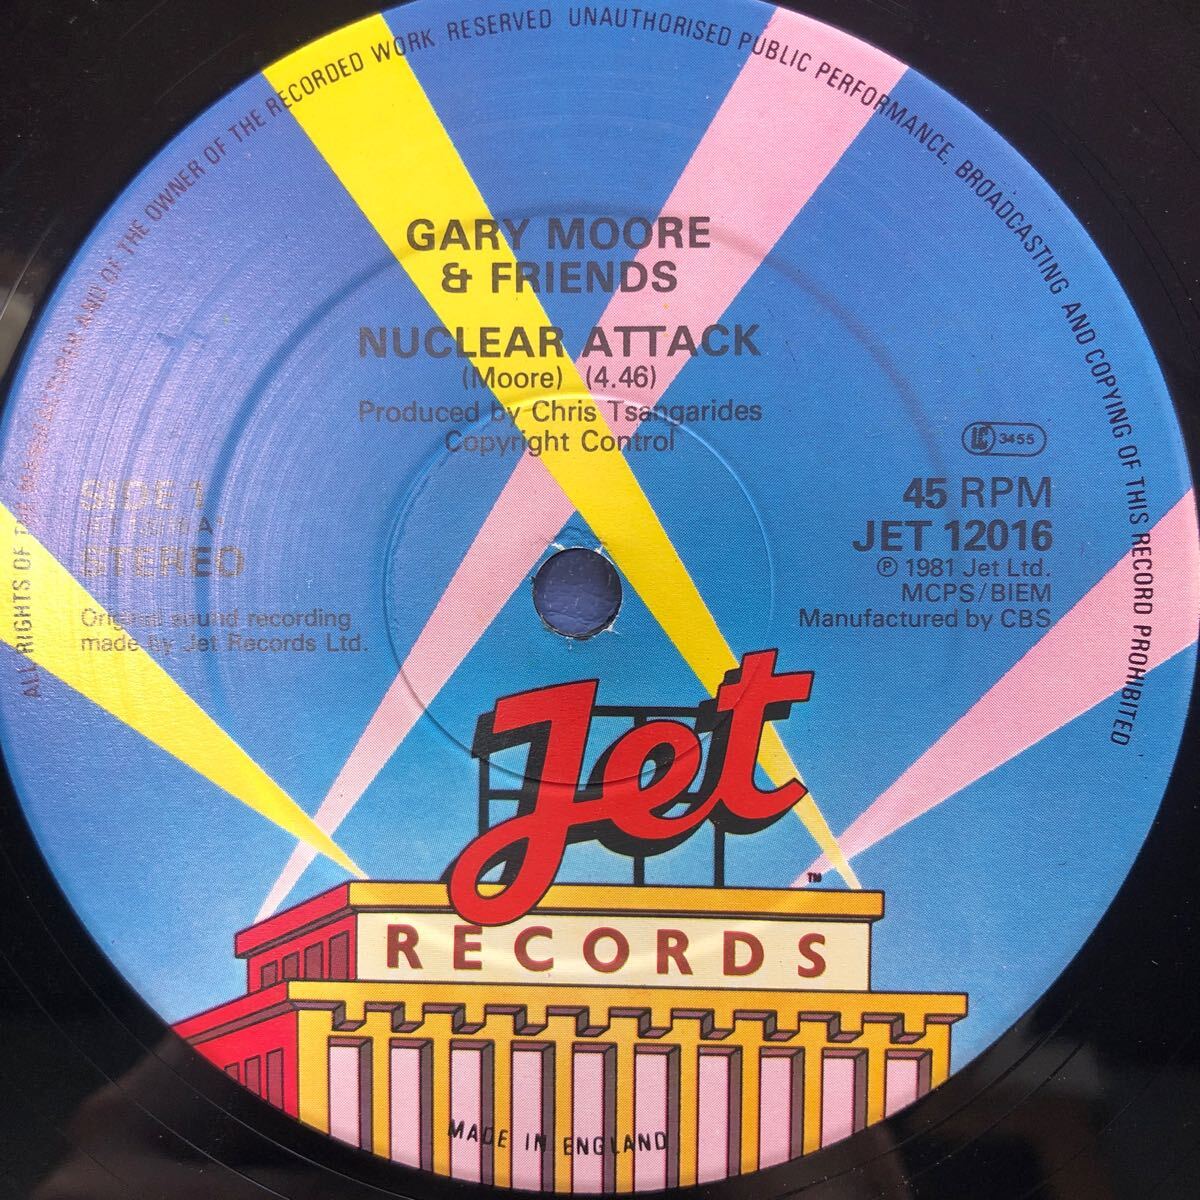 ALL RIGHTS OF THE MANUFACTURER AND OF THE OWNER OF THE RECORDED WORK RESERVED UNAUTHORISED PUBLIC PERFORMANCE, BROADCASTING AND COPYING OF THIS RECORD PROHIBITED
GARY MOORE
& FRIENDS
NUCLEAR ATTACK
(Moore) (4.46)
Produced by Chris Tsangarides
Copyright Control
LC 3455
SIDE 1
STEREO
Original sound recording
made by Jet Records Ltd.
45 RPM
JET 12016
℗ 1981 Jet Ltd.
MCPS/BIEM
Manufactured by CBS.
Jet
TM
RECORDS
MADE IN ENGLAND